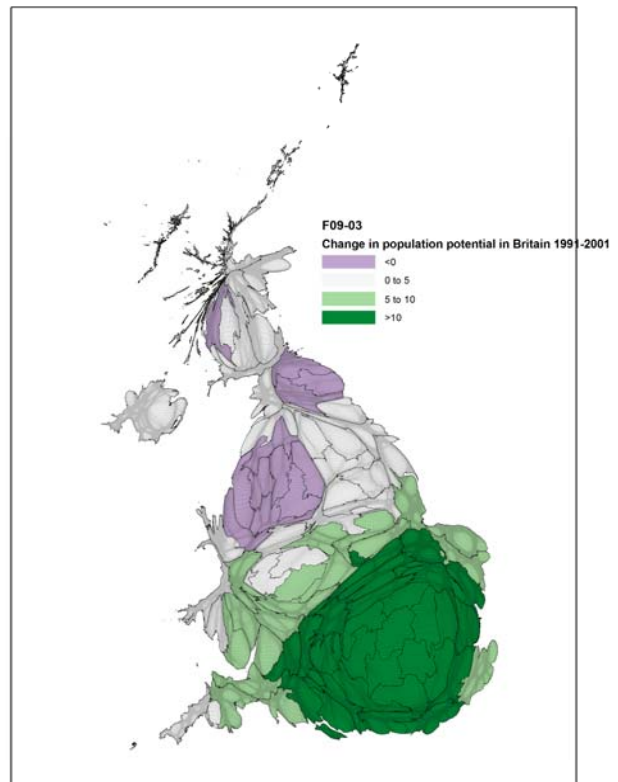 F09-03
Change in population potential in Britain 1991-2001
<0
0 to 5
5 to 10
>10